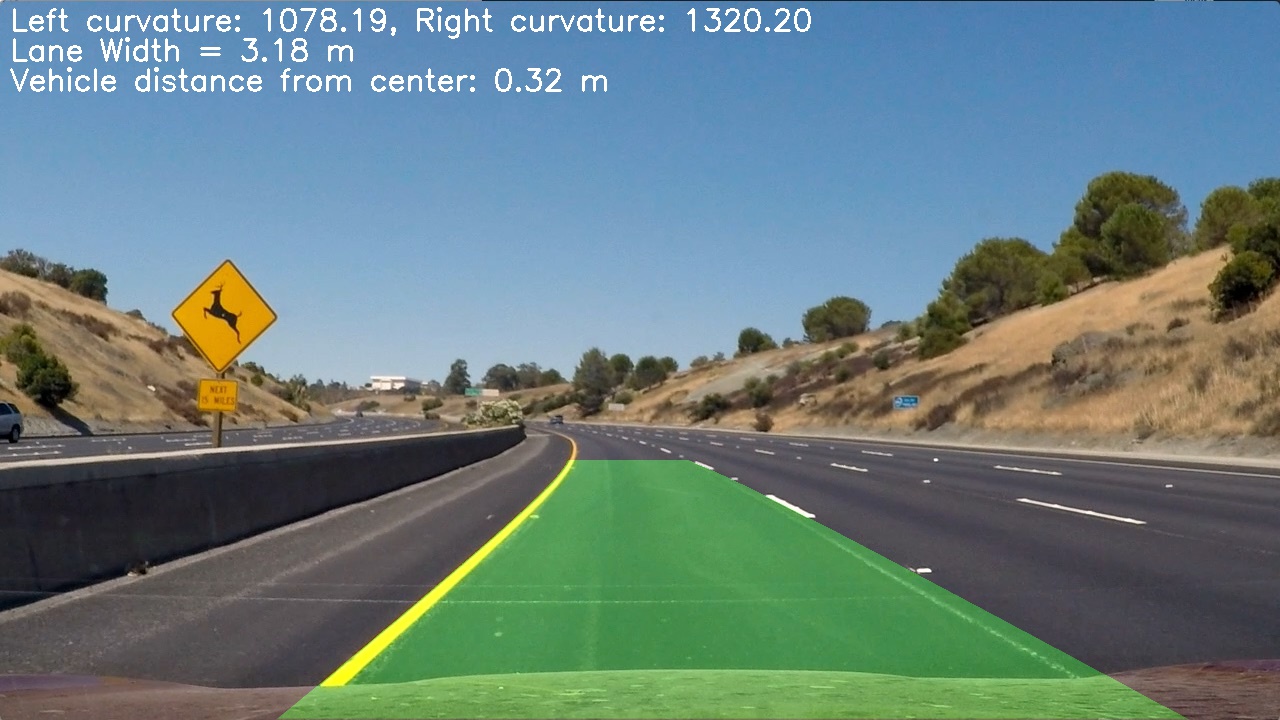 Left curvature: 1078.19, Right curvature: 1320.20
Lane Width = 3.18 m
Vehicle distance from center: 0.32 m
NEXT
15 MILES